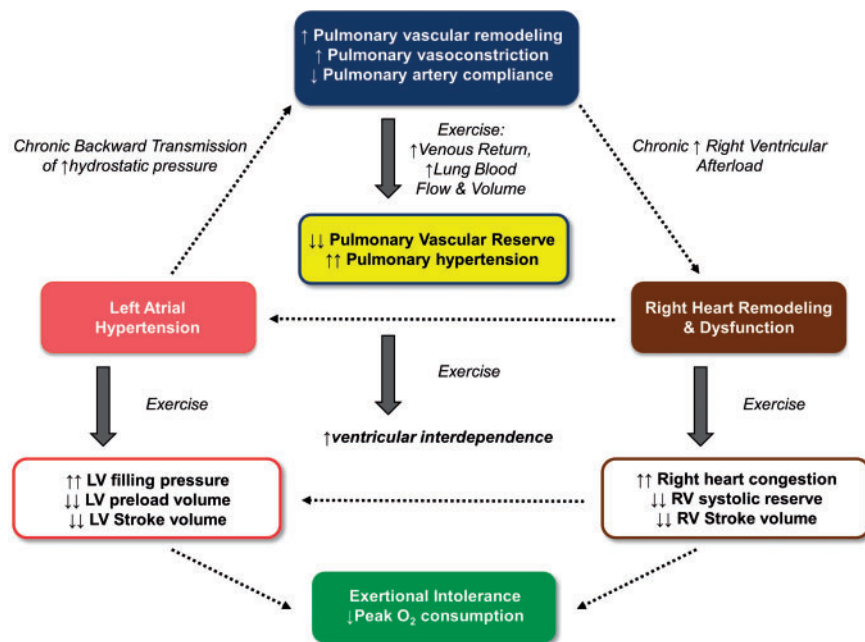 ↑ Pulmonary vascular remodeling
↑ Pulmonary vasoconstriction
↓ Pulmonary artery compliance
Chronic Backward Transmission
of ↑hydrostatic pressure
Exercise:
↑Venous Return,
↑Lung Blood
Flow & Volume
Chronic ↑ Right Ventricular
Afterload
↓↓ Pulmonary Vascular Reserve
↑↑ Pulmonary hypertension
Left Atrial
Hypertension
Right Heart Remodeling
& Dysfunction
Exercise
Exercise
Exercise
↑ventricular interdependence
↑↑ LV filling pressure
↓↓ LV preload volume
↓↓ LV Stroke volume
↑↑ Right heart congestion
↓↓ RV systolic reserve
↓↓ RV Stroke volume
Exertional Intolerance
↓Peak O₂ consumption